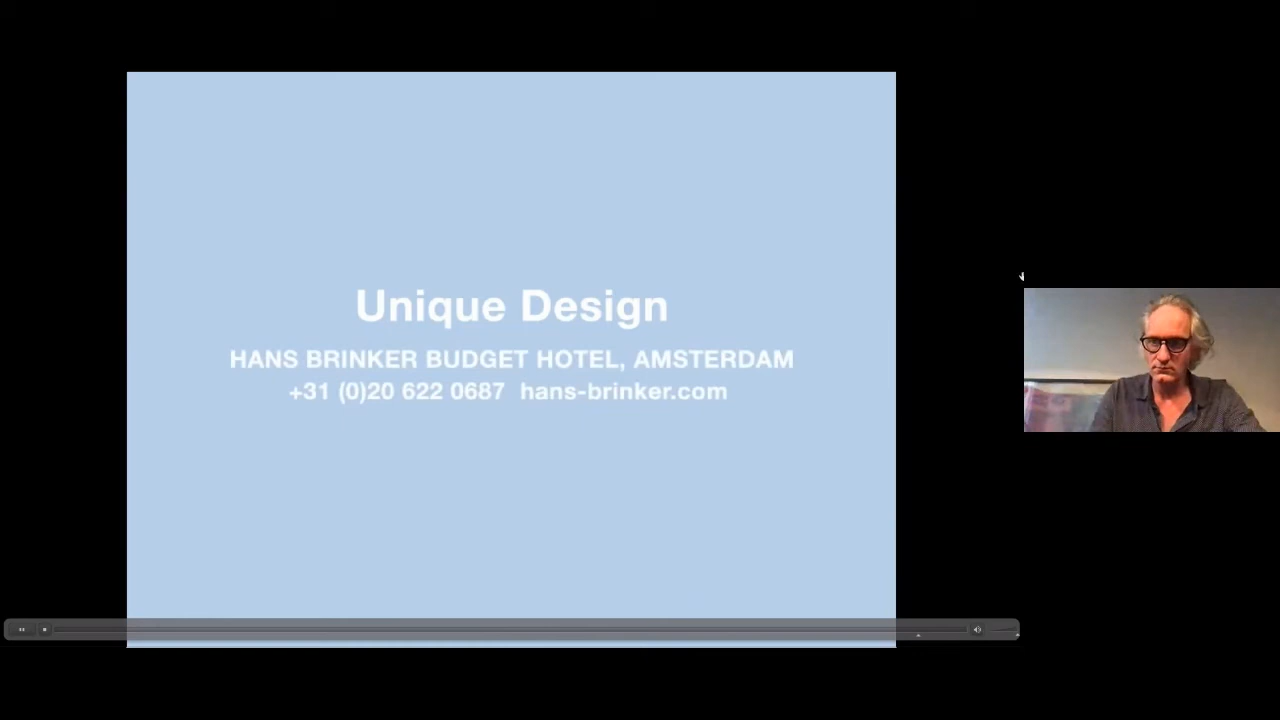 Unique Design
HANS BRINKER BUDGET HOTEL, AMSTERDAM
+31 (0)20 622 0687 hans-brinker.com